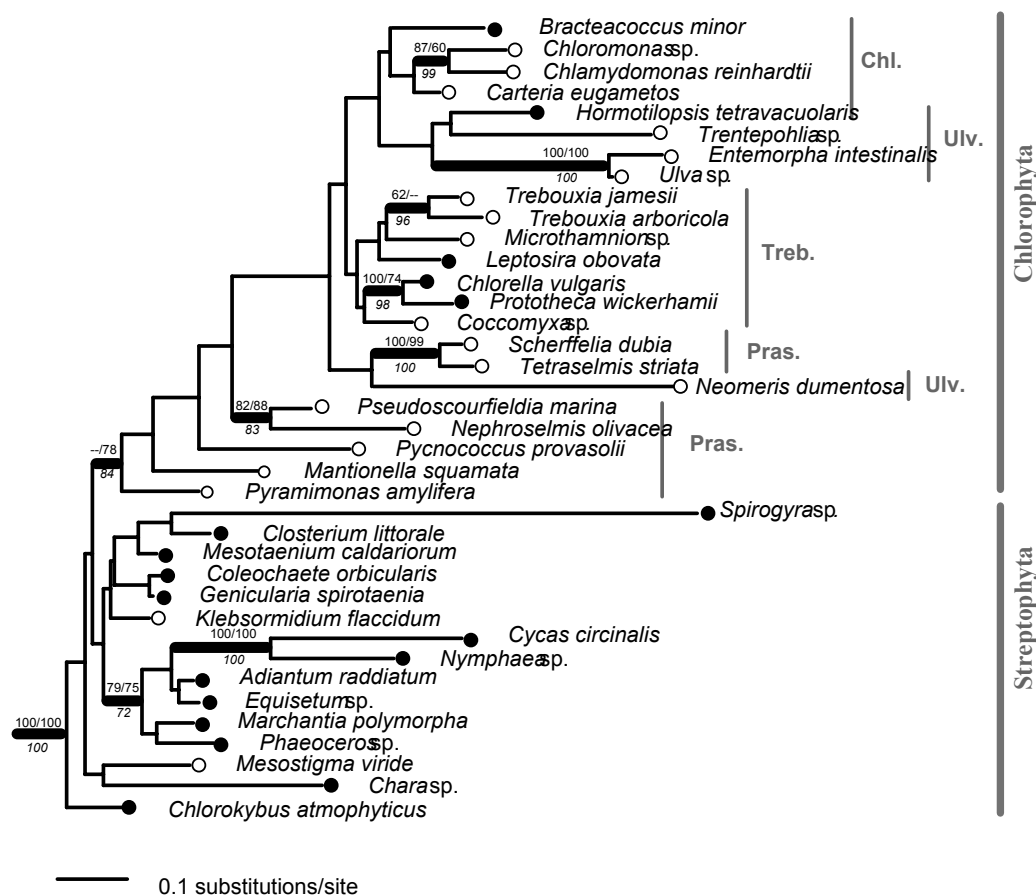 Bracteacoccus minor
87/60
Chloromonas sp.
99
Chlamydomonas reinhardtii
Chl.
Carteria eugametos
Hormotilopsis tetravacuolaris
Trentepohlia sp.
Ulv.
100/100
Entemorpha intestinalis
100
Ulva sp.
62/--
Trebouxia jamesii
96
Trebouxia arboricola
Microthamnion sp.
Treb.
Leptosira obovata
100/74
Chlorella vulgaris
98
Prototheca wickerhamii
Coccomyxa sp.
100/99
Scherffelia dubia
Pras.
100
Tetraselmis striata
Neomeris dumentosa
Ulv.
Chlorophyta
82/88
Pseudoscourfieldia marina
83
Nephroselmis olivacea
Pycnococcus provasolii
Pras.
--/78
Mantionella squamata
84
Pyramimonas amylifera
Spirogyra sp.
Closterium littorale
Mesotaenium caldariorum
Coleochaete orbicularis
Genicularia spirotaenia
Klebsormidium flaccidum
100/100
Cycas circinalis
100
Nymphaea sp.
Streptophyta
Adiantum raddiatum
79/75
Equisetum sp.
72
Marchantia polymorpha
100/100
Phaeoceros sp.
100
Mesostigma viride
Chara sp.
Chlorokybus atmophyticus
0.1 substitutions/site